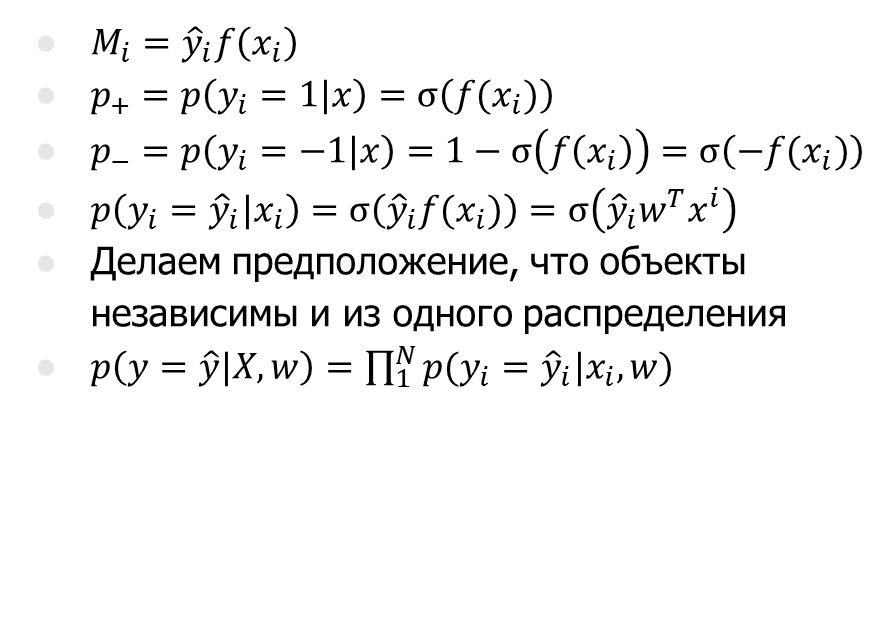 • M_i = ŷ_i f(x_i)
• p_+ = p(y_i = 1|x) = σ(f(x_i))
• p_− = p(y_i = −1|x) = 1 − σ(f(x_i)) = σ(−f(x_i))
• p(y_i = ŷ_i|x_i) = σ(ŷ_i f(x_i)) = σ(ŷ_i w^T x^i)
• Делаем предположение, что объекты
независимы и из одного распределения
• p(y = ŷ|X, w) = ∏_1^N p(y_i = ŷ_i|x_i, w)